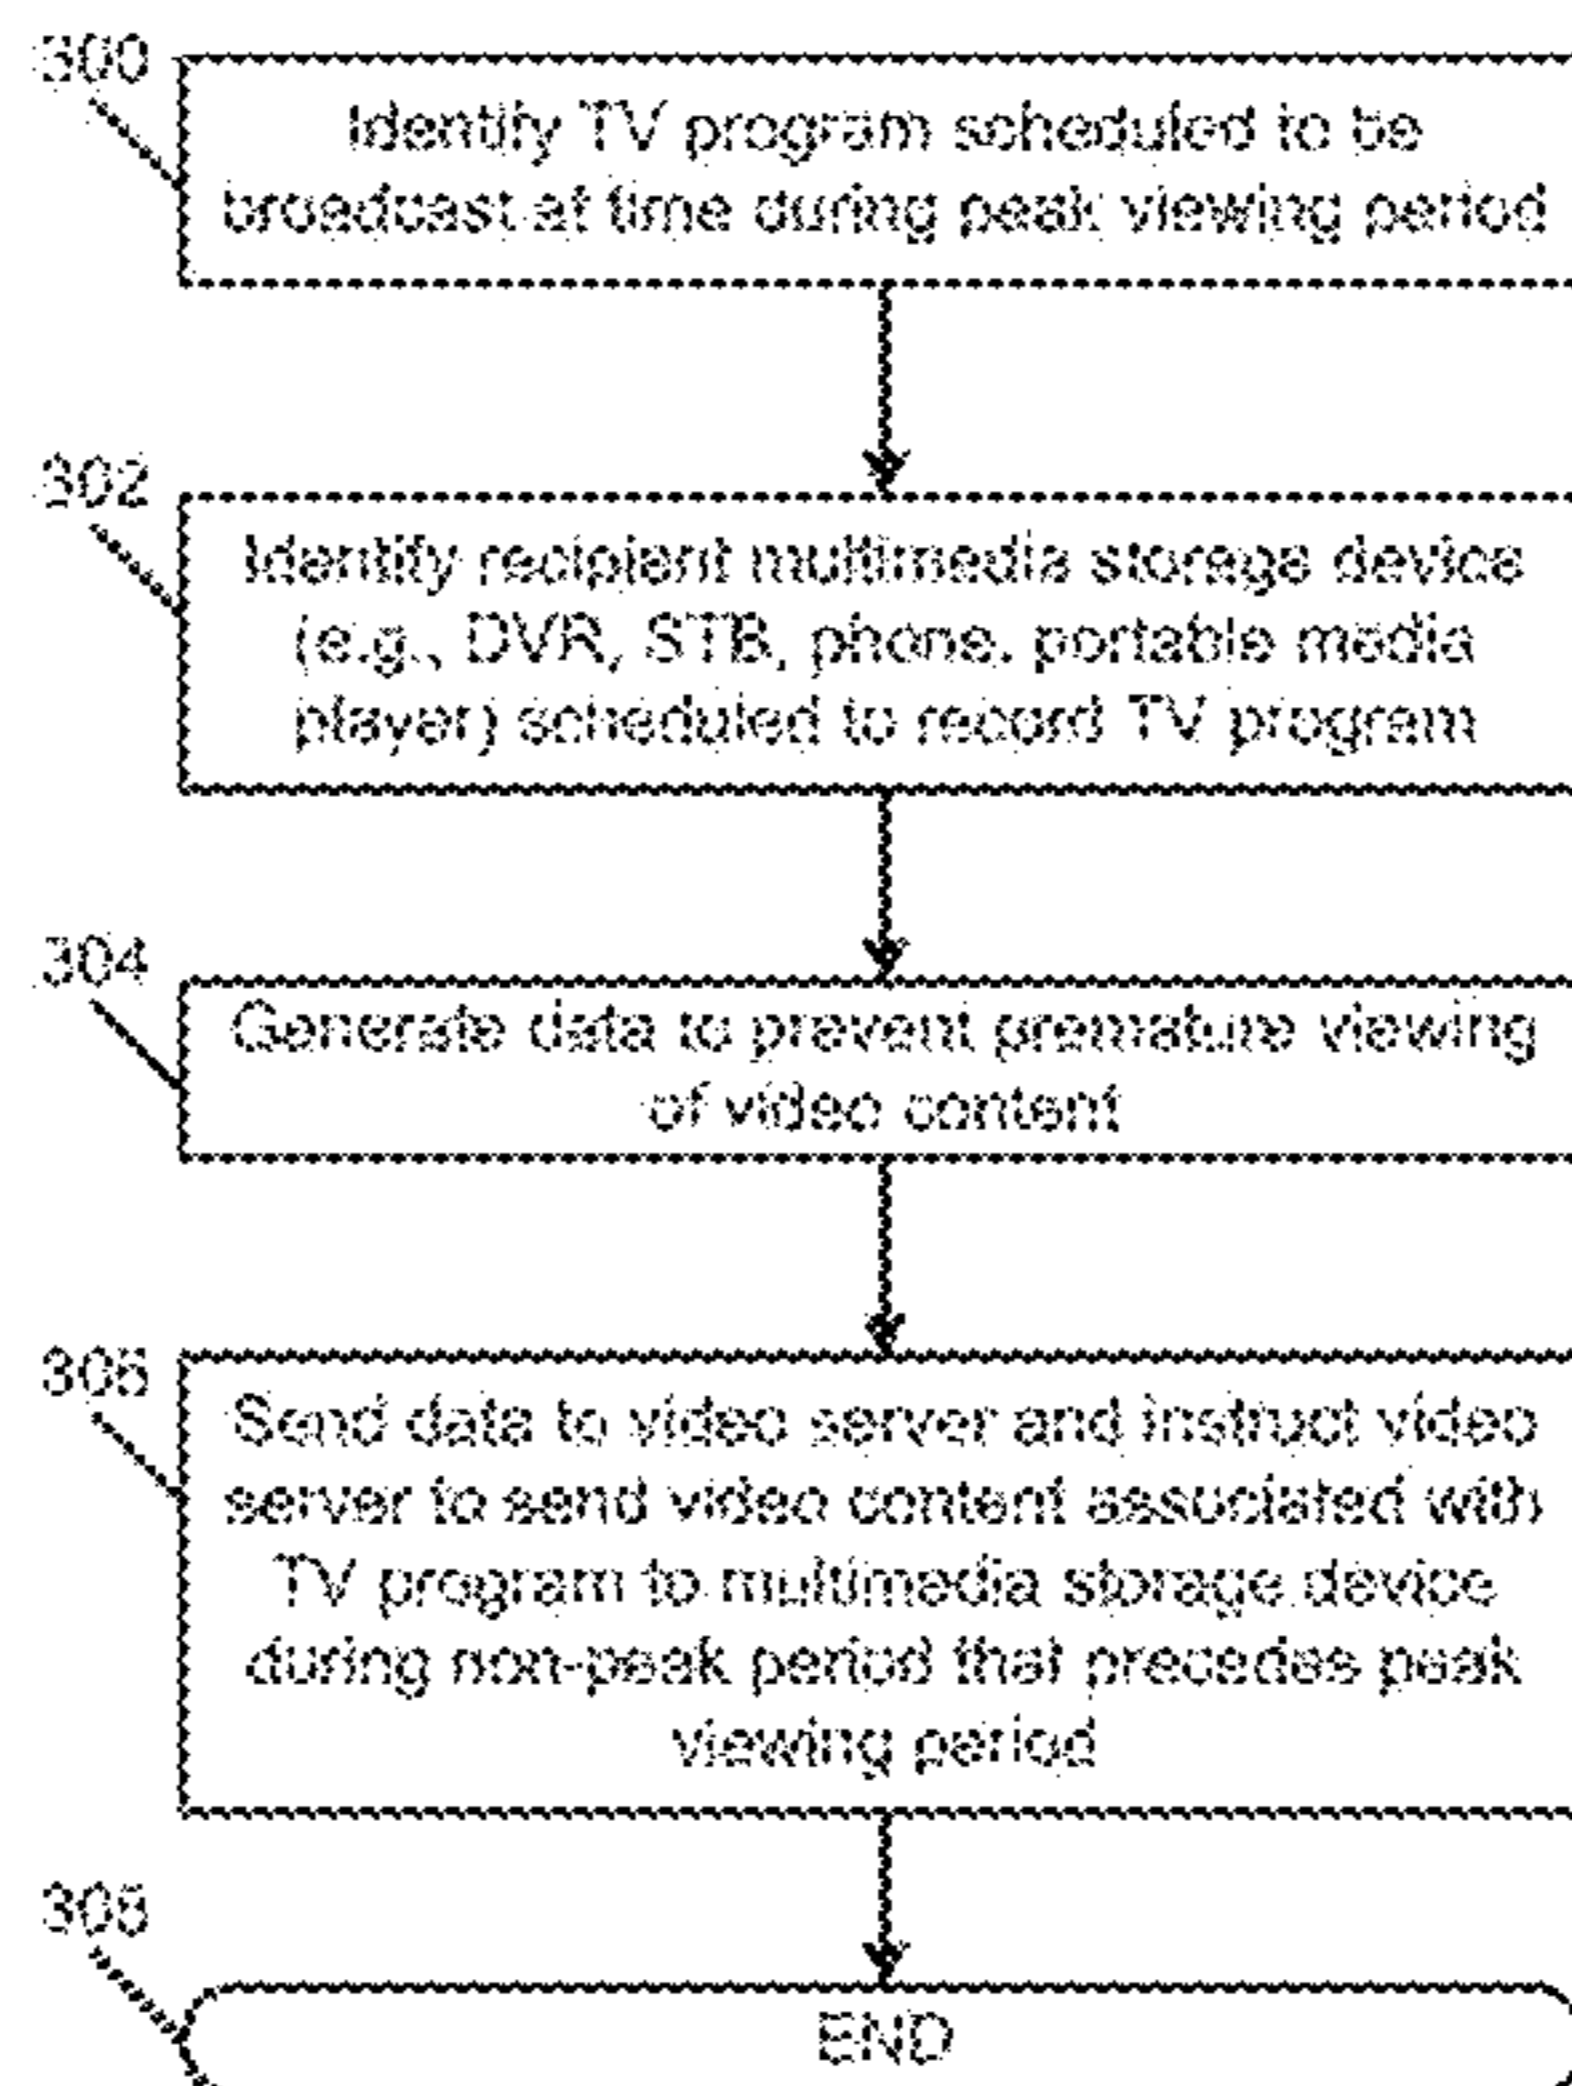 300
Identify TV program scheduled to be
broadcast at time during peak viewing period
302
Identify recipient multimedia storage device
(e.g., DVR, STB, phone, portable media
player) scheduled to record TV program
304
Generate data to prevent premature viewing
of video content
306
Send data to video server and instruct video
server to send video content associated with
TV program to multimedia storage device
during non-peak period that precedes peak
viewing period
308
END